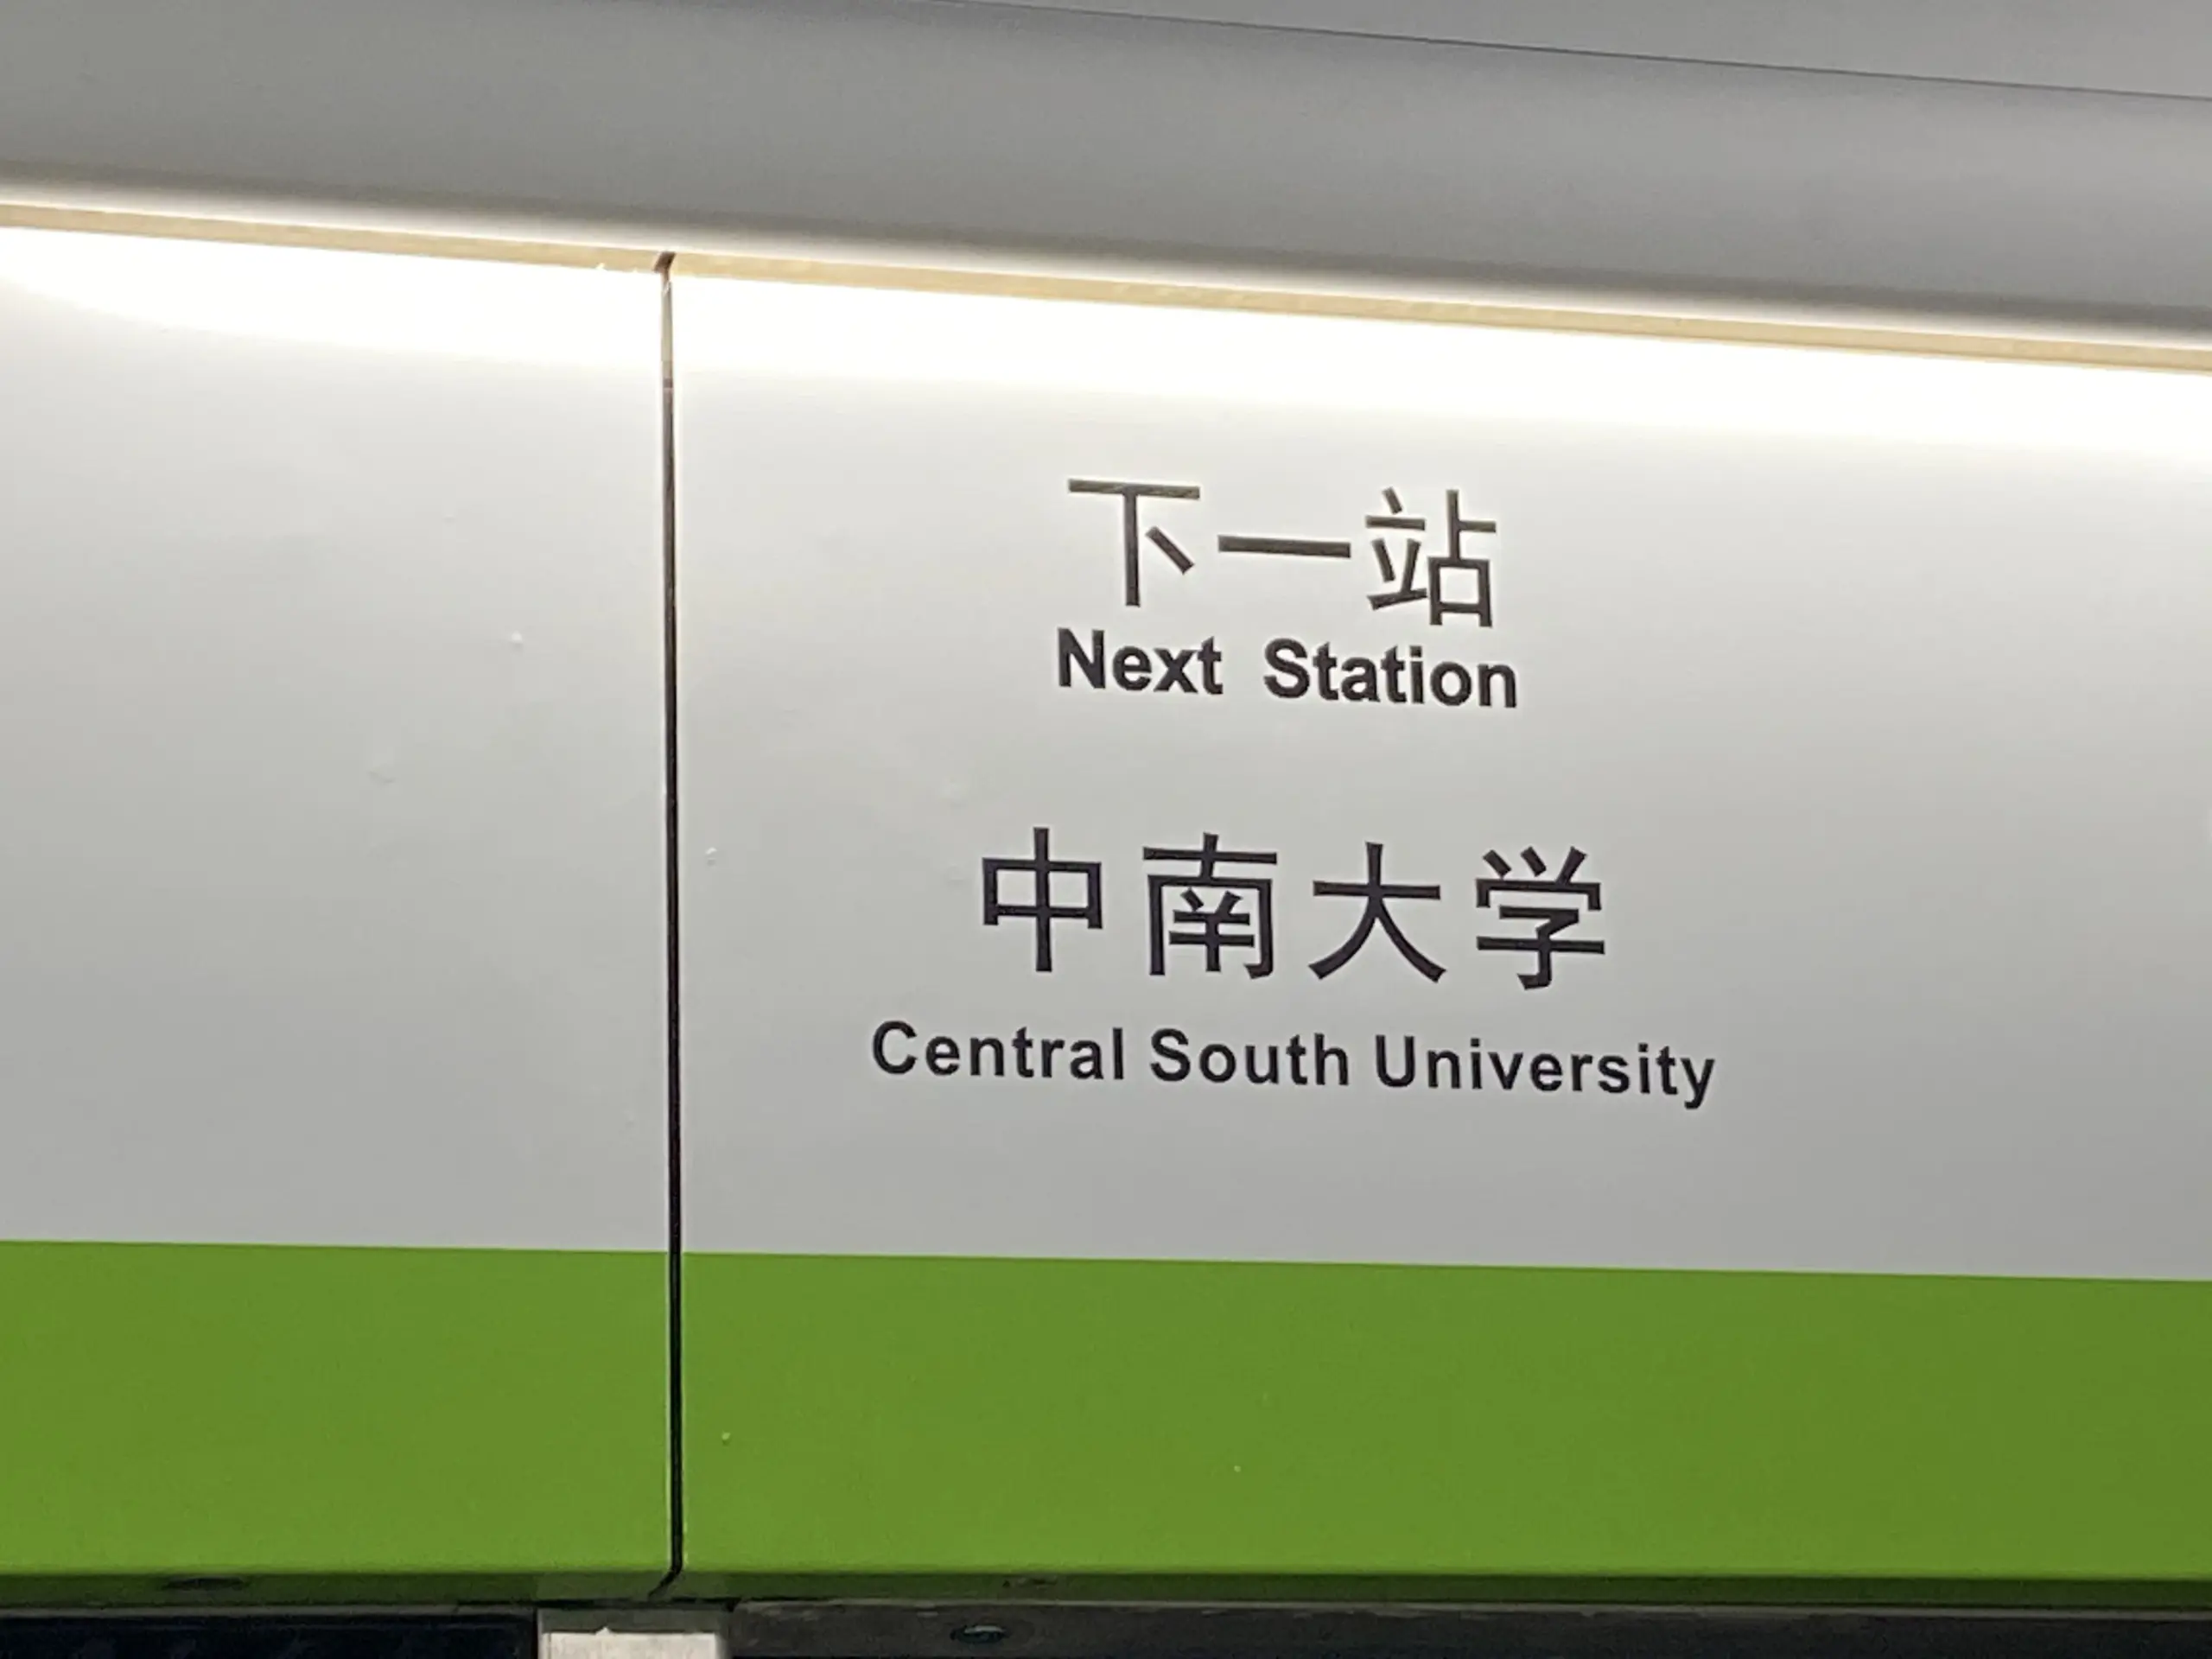 下一站
Next Station
中南大学
Central South University